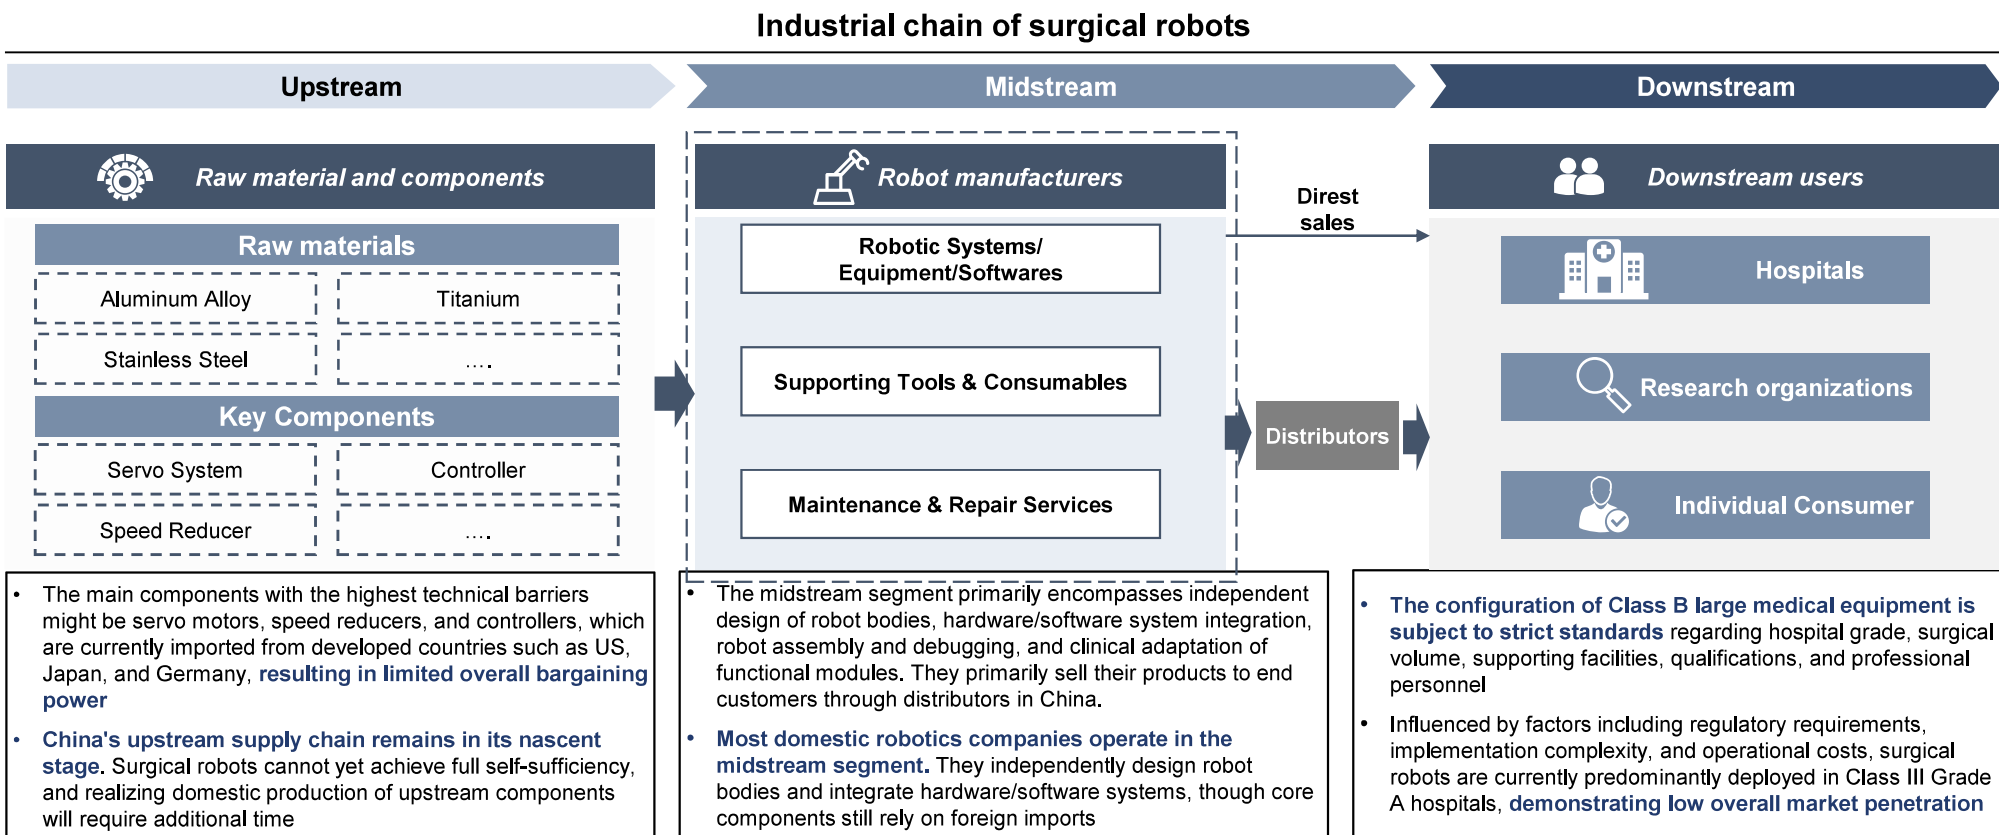 Industrial chain of surgical robots
Upstream
Midstream
Downstream
Raw material and components
Raw materials
Aluminum Alloy
Titanium
Stainless Steel
....
Key Components
Servo System
Controller
Speed Reducer
....
• The main components with the highest technical barriers
might be servo motors, speed reducers, and controllers, which
are currently imported from developed countries such as US,
Japan, and Germany, resulting in limited overall bargaining
power
• China's upstream supply chain remains in its nascent
stage. Surgical robots cannot yet achieve full self-sufficiency,
and realizing domestic production of upstream components
will require additional time
Robot manufacturers
Robotic Systems/
Equipment/Softwares
Supporting Tools & Consumables
Maintenance & Repair Services
• The midstream segment primarily encompasses independent
design of robot bodies, hardware/software system integration,
robot assembly and debugging, and clinical adaptation of
functional modules. They primarily sell their products to end
customers through distributors in China.
• Most domestic robotics companies operate in the
midstream segment. They independently design robot
bodies and integrate hardware/software systems, though core
components still rely on foreign imports
Direst
sales
Distributors
Downstream users
Hospitals
Research organizations
Individual Consumer
• The configuration of Class B large medical equipment is
subject to strict standards regarding hospital grade, surgical
volume, supporting facilities, qualifications, and professional
personnel
• Influenced by factors including regulatory requirements,
implementation complexity, and operational costs, surgical
robots are currently predominantly deployed in Class III Grade
A hospitals, demonstrating low overall market penetration